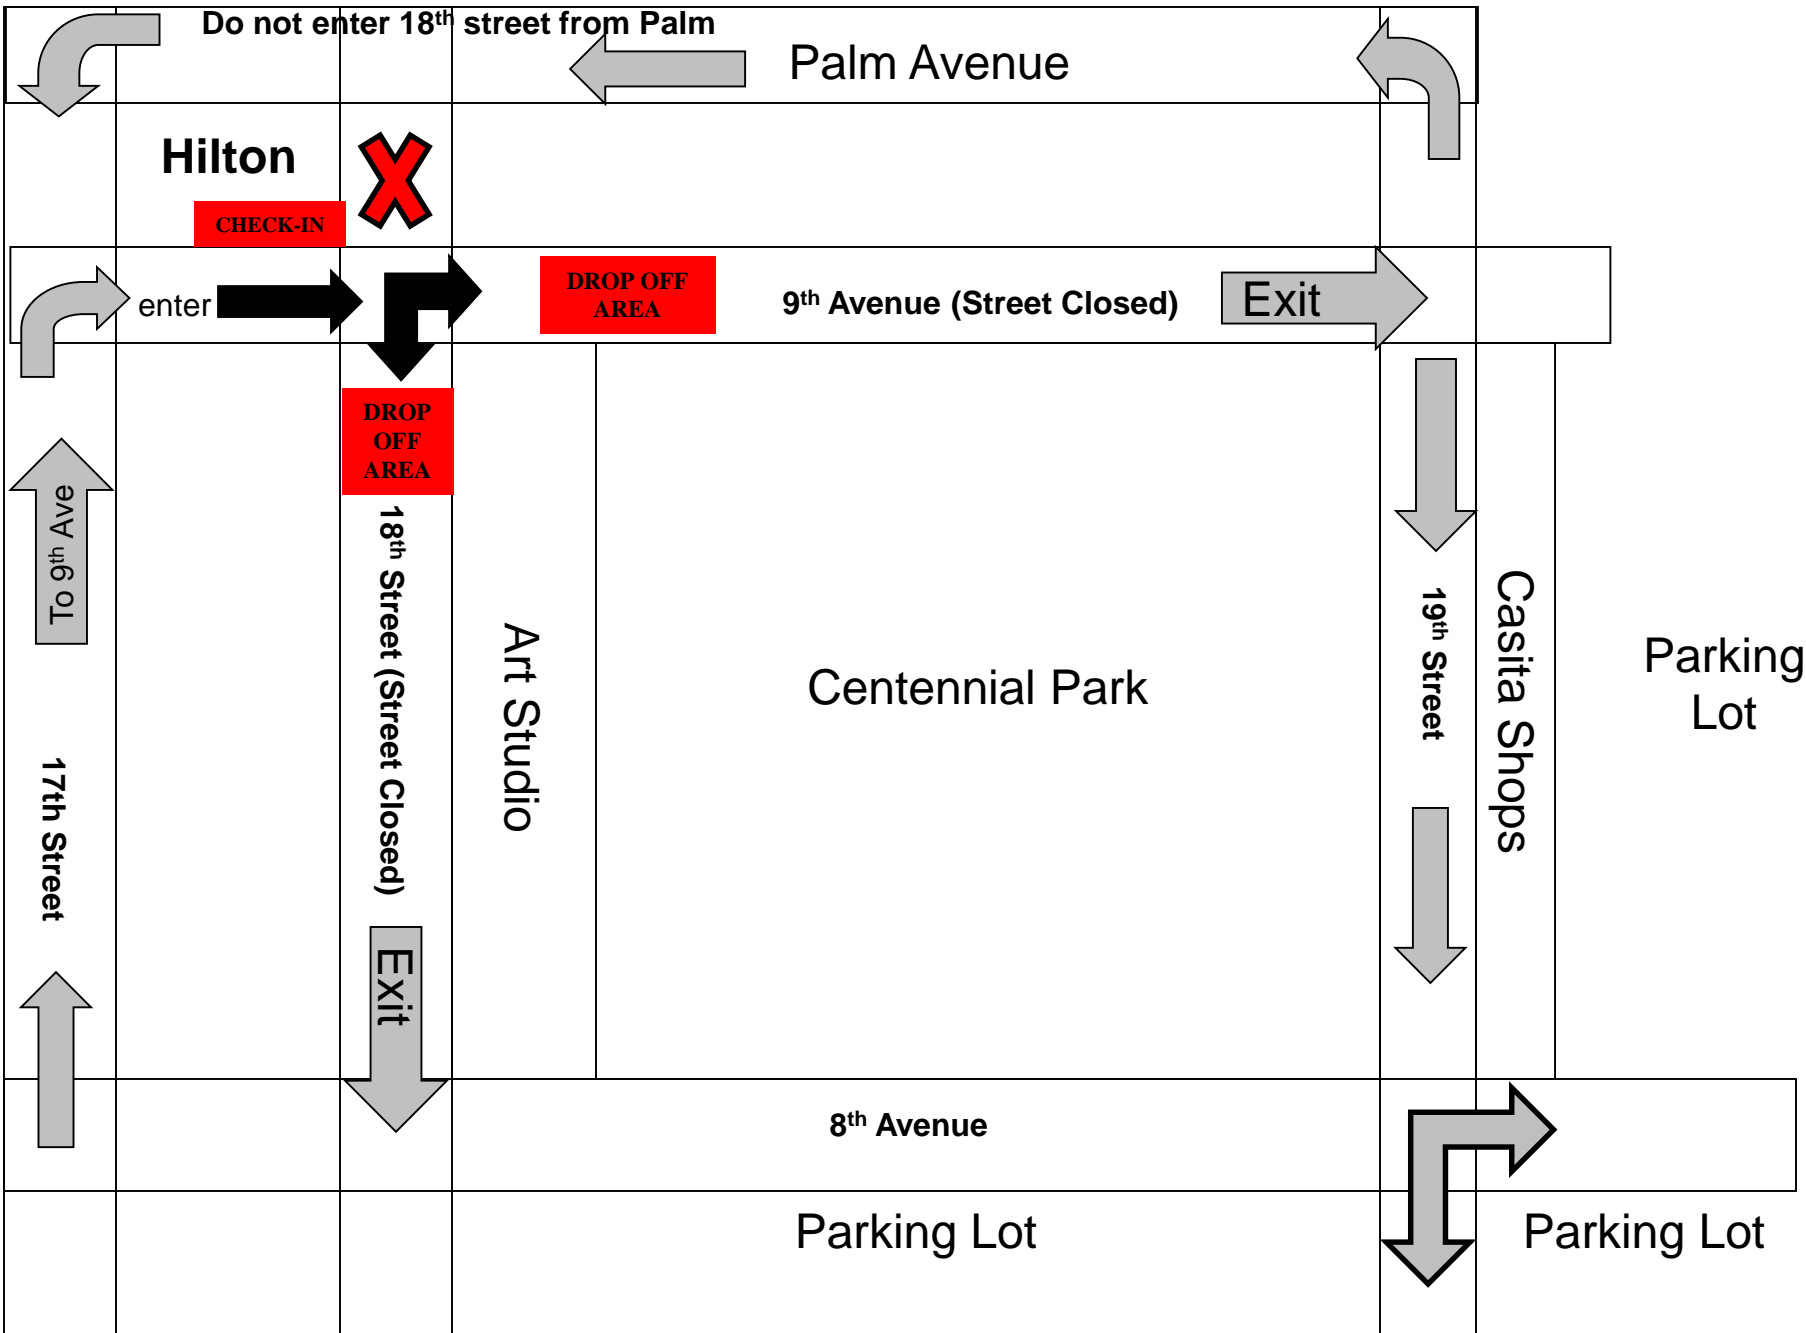 Do not enter 18th street from Palm
Palm Avenue
Hilton
CHECK-IN
enter
DROP OFF
AREA
9th Avenue (Street Closed)
Exit
DROP
OFF
AREA
To 9th Ave
17th Street
18th Street (Street Closed)
Exit
Art Studio
Centennial Park
19th Street
Casita Shops
Parking
Lot
8th Avenue
Parking Lot
Parking Lot